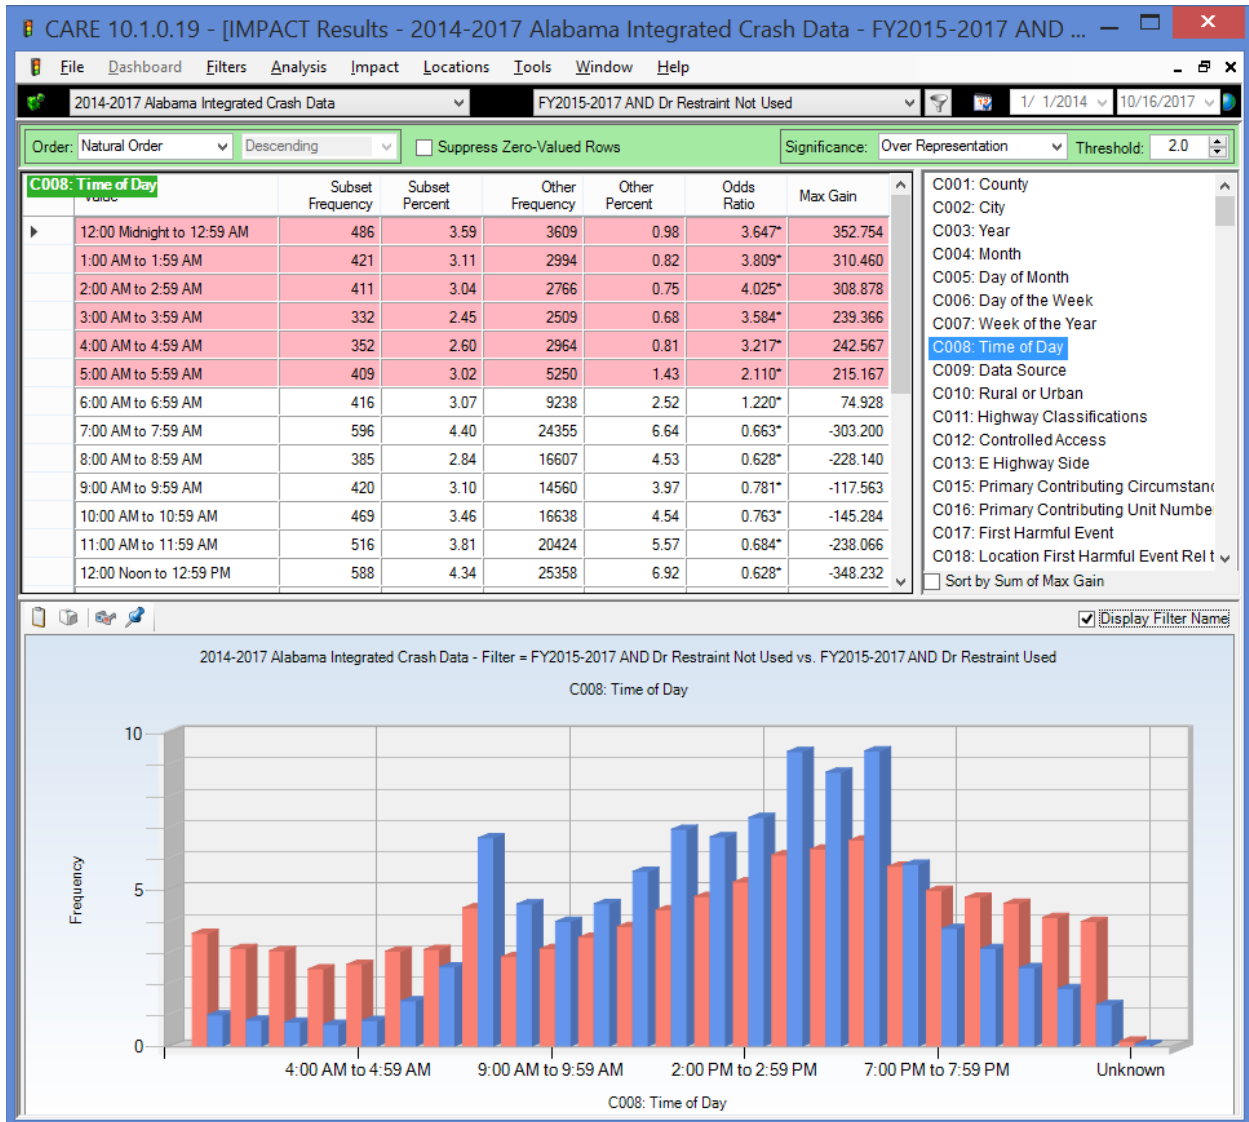 CARE 10.1.0.19 - [IMPACT Results - 2014-2017 Alabama Integrated Crash Data - FY2015-2017 AND ...
File Dashboard Filters Analysis Impact Locations Tools Window Help
2014-2017 Alabama Integrated Crash Data FY2015-2017 AND Dr Restraint Not Used 1/ 1/2014 10/16/2017
Order: Natural Order Descending Suppress Zero-Valued Rows Significance: Over Representation Threshold: 2.0
C008: Time of Day
Value Subset Frequency Subset Percent Other Frequency Other Percent Odds Ratio Max Gain
12:00 Midnight to 12:59 AM 486 3.59 3609 0.98 3.647* 352.754
1:00 AM to 1:59 AM 421 3.11 2994 0.82 3.809* 310.460
2:00 AM to 2:59 AM 411 3.04 2766 0.75 4.025* 308.878
3:00 AM to 3:59 AM 332 2.45 2509 0.68 3.584* 239.366
4:00 AM to 4:59 AM 352 2.60 2964 0.81 3.217* 242.567
5:00 AM to 5:59 AM 409 3.02 5250 1.43 2.110* 215.167
6:00 AM to 6:59 AM 416 3.07 9238 2.52 1.220* 74.928
7:00 AM to 7:59 AM 596 4.40 24355 6.64 0.663* -303.200
8:00 AM to 8:59 AM 385 2.84 16607 4.53 0.628* -228.140
9:00 AM to 9:59 AM 420 3.10 14560 3.97 0.781* -117.563
10:00 AM to 10:59 AM 469 3.46 16638 4.54 0.763* -145.284
11:00 AM to 11:59 AM 516 3.81 20424 5.57 0.684* -238.066
12:00 Noon to 12:59 PM 588 4.34 25358 6.92 0.628* -348.232
C001: County
C002: City
C003: Year
C004: Month
C005: Day of Month
C006: Day of the Week
C007: Week of the Year
C008: Time of Day
C009: Data Source
C010: Rural or Urban
C011: Highway Classifications
C012: Controlled Access
C013: E Highway Side
C015: Primary Contributing Circumstanc
C016: Primary Contributing Unit Numbe
C017: First Harmful Event
C018: Location First Harmful Event Rel t
Sort by Sum of Max Gain
Display Filter Name
2014-2017 Alabama Integrated Crash Data - Filter = FY2015-2017 AND Dr Restraint Not Used vs. FY2015-2017 AND Dr Restraint Used
C008: Time of Day
10
5
0
Frequency
4:00 AM to 4:59 AM 9:00 AM to 9:59 AM 2:00 PM to 2:59 PM 7:00 PM to 7:59 PM Unknown
C008: Time of Day